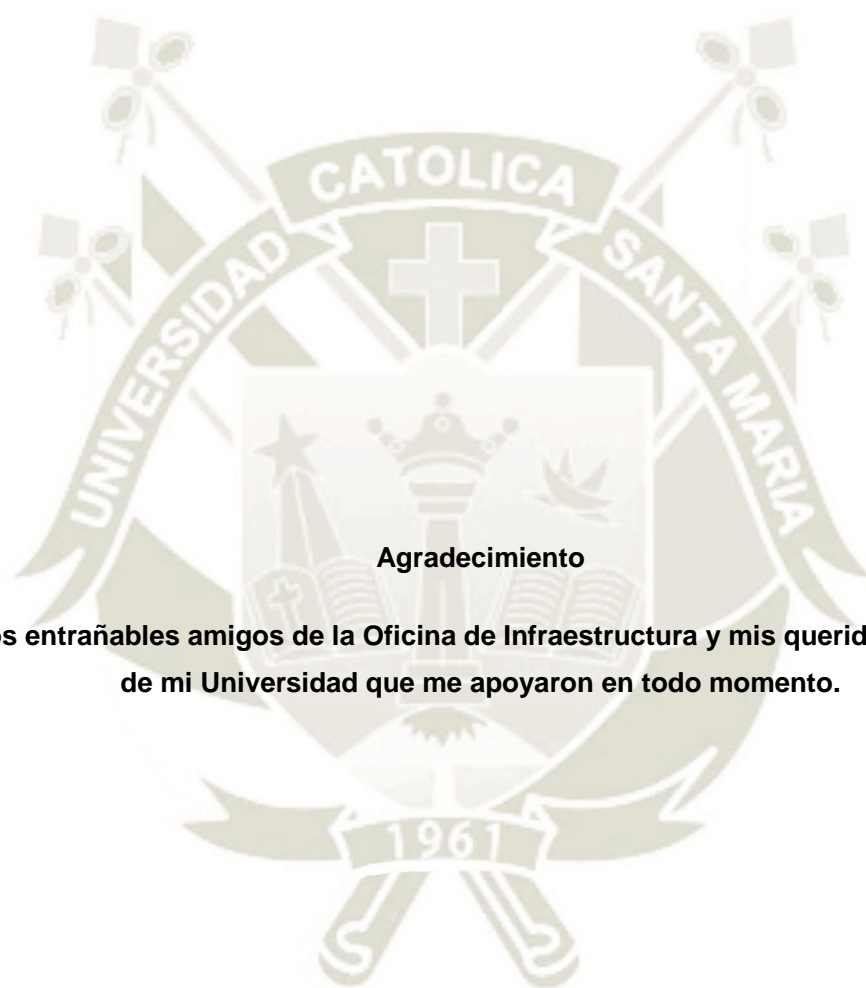 UNIVERSIDAD CATOLICA SANTA MARIA
Agradecimiento
os entrañables amigos de la Oficina de Infraestructura y mis querid
de mi Universidad que me apoyaron en todo momento.
1961